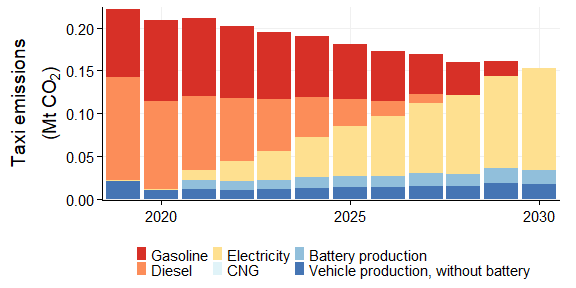 Taxi emissions
(Mt CO₂)
0.20
0.15
0.10
0.05
0.00
2020 2025 2030
Gasoline Electricity Battery production
Diesel CNG Vehicle production, without battery